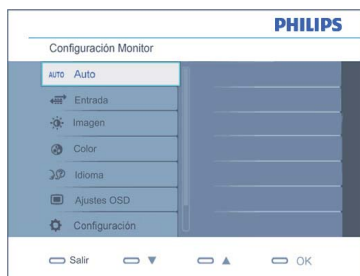 PHILIPS
Configuración Monitor
AUTO Auto
Entrada
Imagen
Color
Idioma
Ajustes OSD
Configuración
Salir ▼ ▲ OK